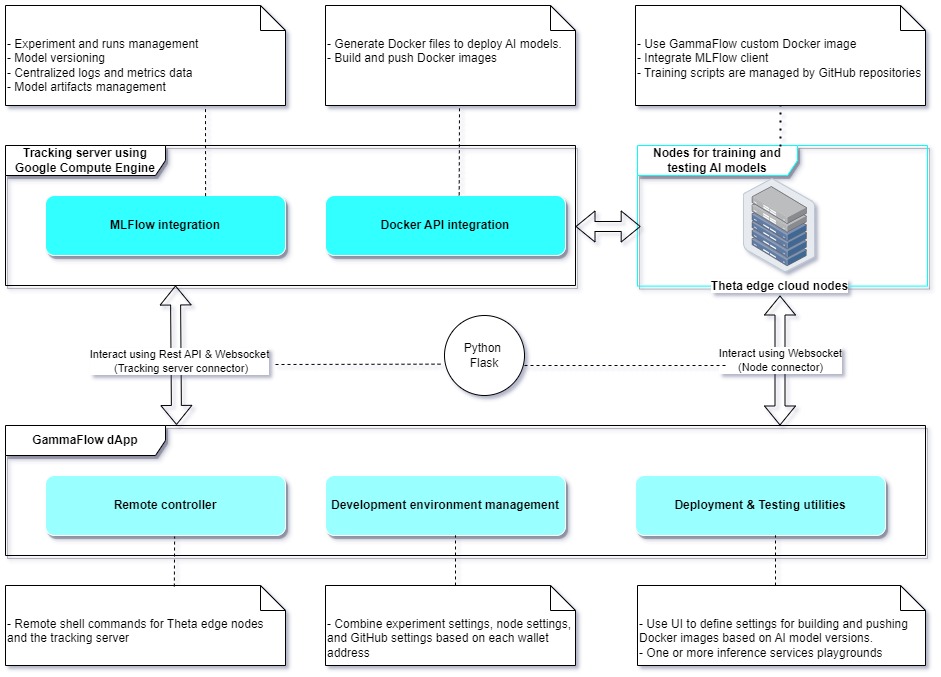 - Experiment and runs management
- Model versioning
- Centralized logs and metrics data
- Model artifacts management
- Generate Docker files to deploy AI models.
- Build and push Docker images
- Use GammaFlow custom Docker image
- Integrate MLFlow client
- Training scripts are managed by GitHub repositories
Tracking server using
Google Compute Engine
MLFlow integration
Docker API integration
Nodes for training and
testing AI models
Theta edge cloud nodes
Interact using Rest API & Websocket
(Tracking server connector)
Python
Flask
Interact using Websocket
(Node connector)
GammaFlow dApp
Remote controller
Development environment management
Deployment & Testing utilities
- Remote shell commands for Theta edge nodes
and the tracking server
- Combine experiment settings, node settings,
and GitHub settings based on each wallet
address
- Use UI to define settings for building and pushing
Docker images based on AI model versions.
- One or more inference services playgrounds